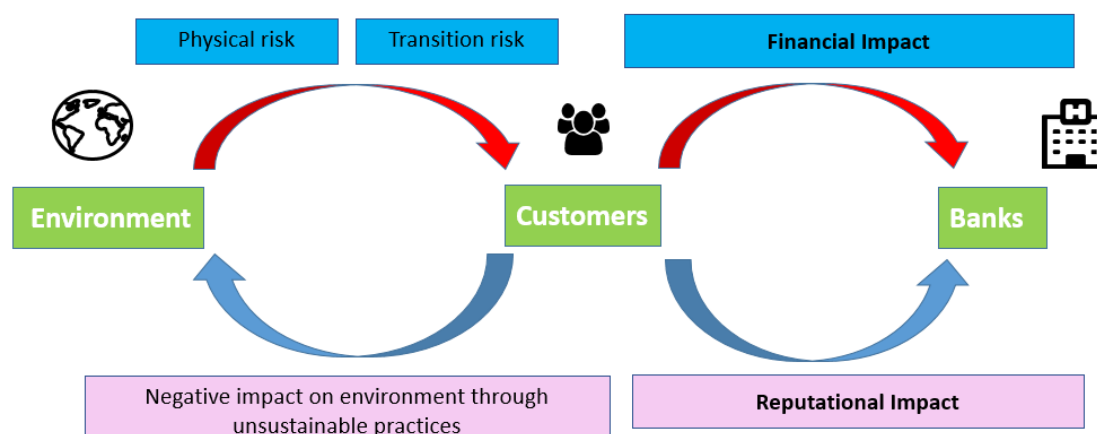 Physical risk
Transition risk
Financial Impact
H
Environment
Customers
Banks
Negative impact on environment through
unsustainable practices
Reputational Impact